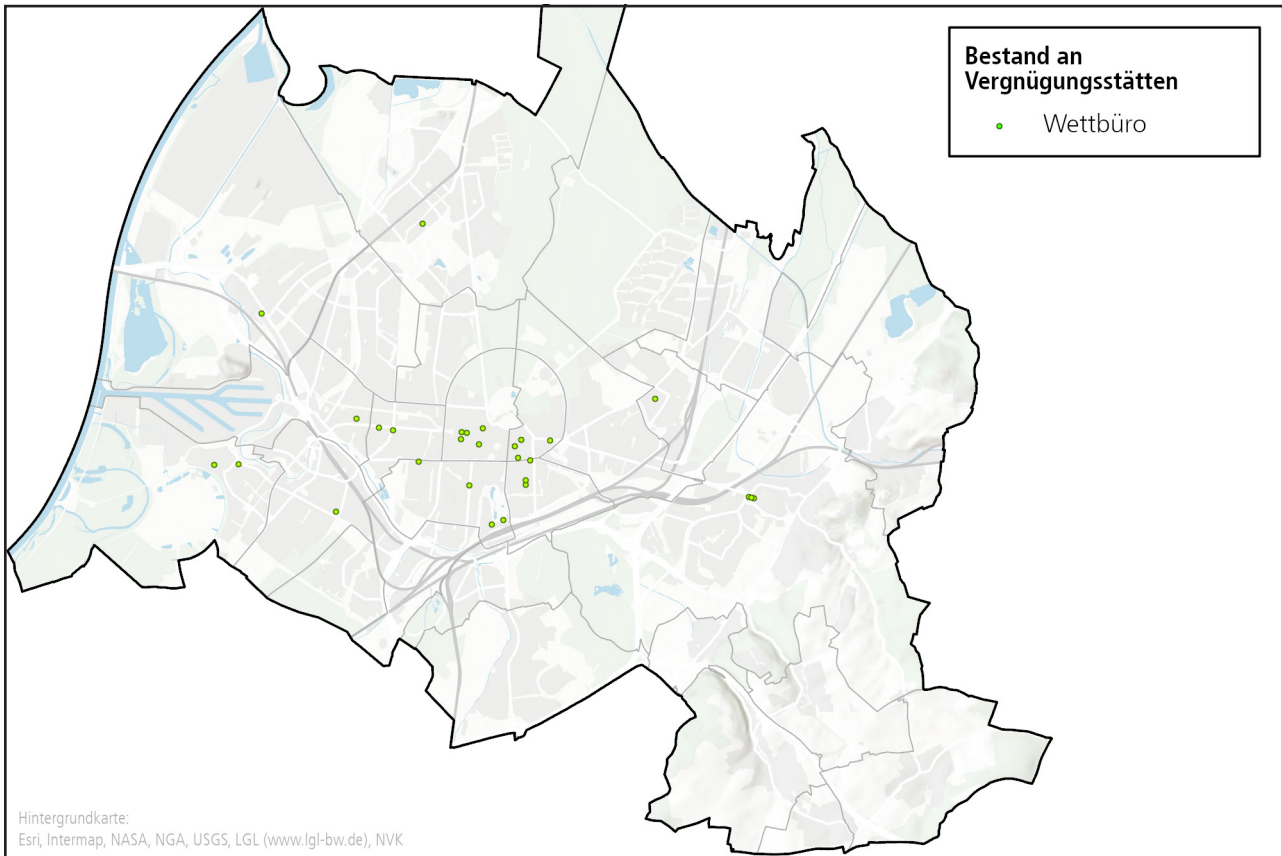 Bestand an
Vergnügungsstätten
Wettbüro
Hintergrundkarte:
Esri, Intermap, NASA, NGA, USGS, LGL (www.lgl-bw.de), NVK